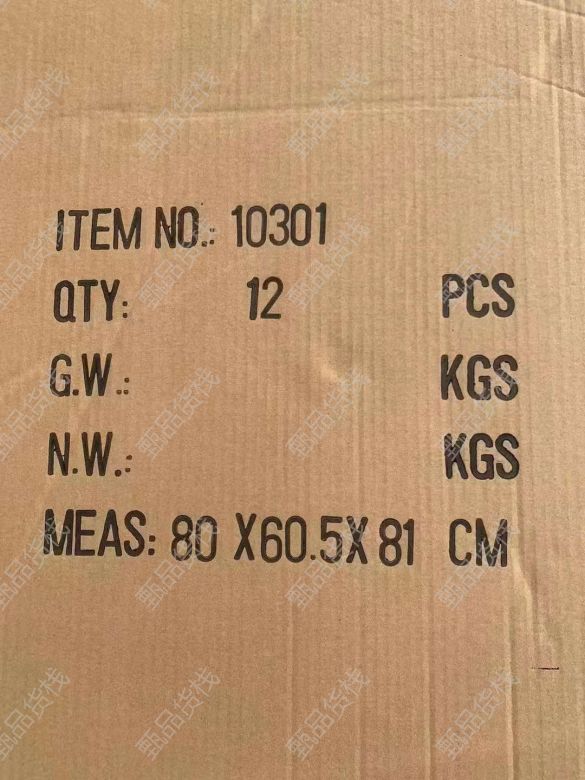 ITEM NO.: 10301
QTY: 12 PCS
G.W.: KGS
N.W.: KGS
MEAS: 80 X60.5X 81 CM
甄品货栈